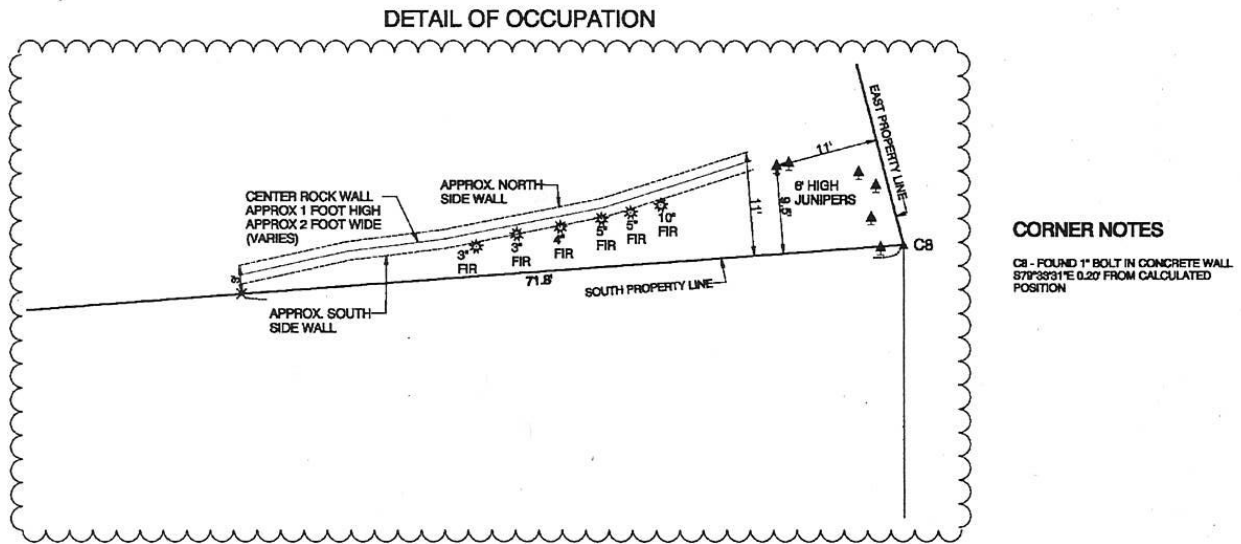 DETAIL OF OCCUPATION
EAST PROPERTY LINE
11'
CENTER ROCK WALL
APPROX 1 FOOT HIGH
APPROX 2 FOOT WIDE
(VARIES)
APPROX. NORTH
SIDE WALL
6' HIGH
JUNIPERS
11'
9.5'
3"
FIR
3"
FIR
4"
FIR
5"
FIR
5"
FIR
10"
FIR
3'
71.8'
SOUTH PROPERTY LINE
APPROX. SOUTH
SIDE WALL
C8
CORNER NOTES
C8 - FOUND 1" BOLT IN CONCRETE WALL
S79°33'31"E 0.20' FROM CALCULATED
POSITION